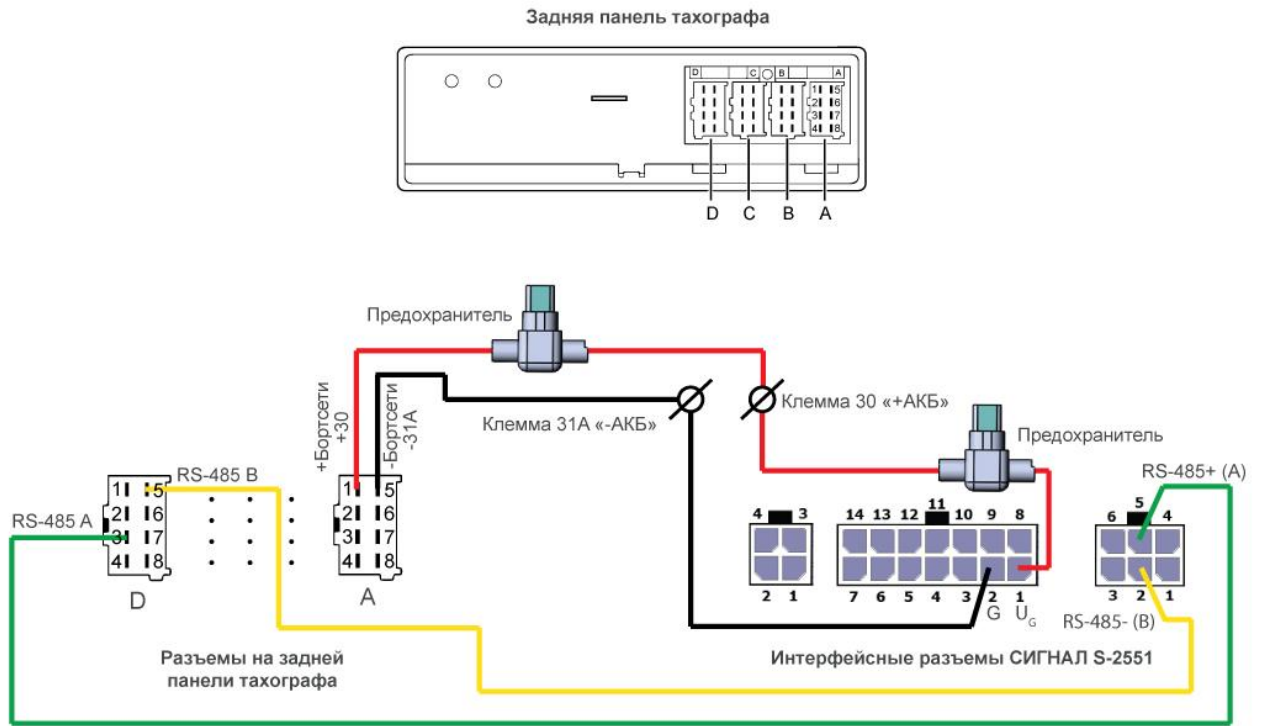 Задняя панель тахографа
D C B A
1 5
2 6
3 7
4 8
D C B A
Предохранитель
+Бортсети
+30
-Бортсети
-31А
Клемма 31А «-АКБ»
Клемма 30 «+АКБ»
Предохранитель
RS-485 B
RS-485 A
RS-485+ (A)
1 5
2 6
3 7
4 8
D
1 5
2 6
3 7
4 8
A
4 3
2 1
14 13 12 11 10 9 8
7 6 5 4 3 2 1
G UG
6 5 4
3 2 1
RS-485- (B)
Разъемы на задней
панели тахографа
Интерфейсные разъемы СИГНАЛ S-2551